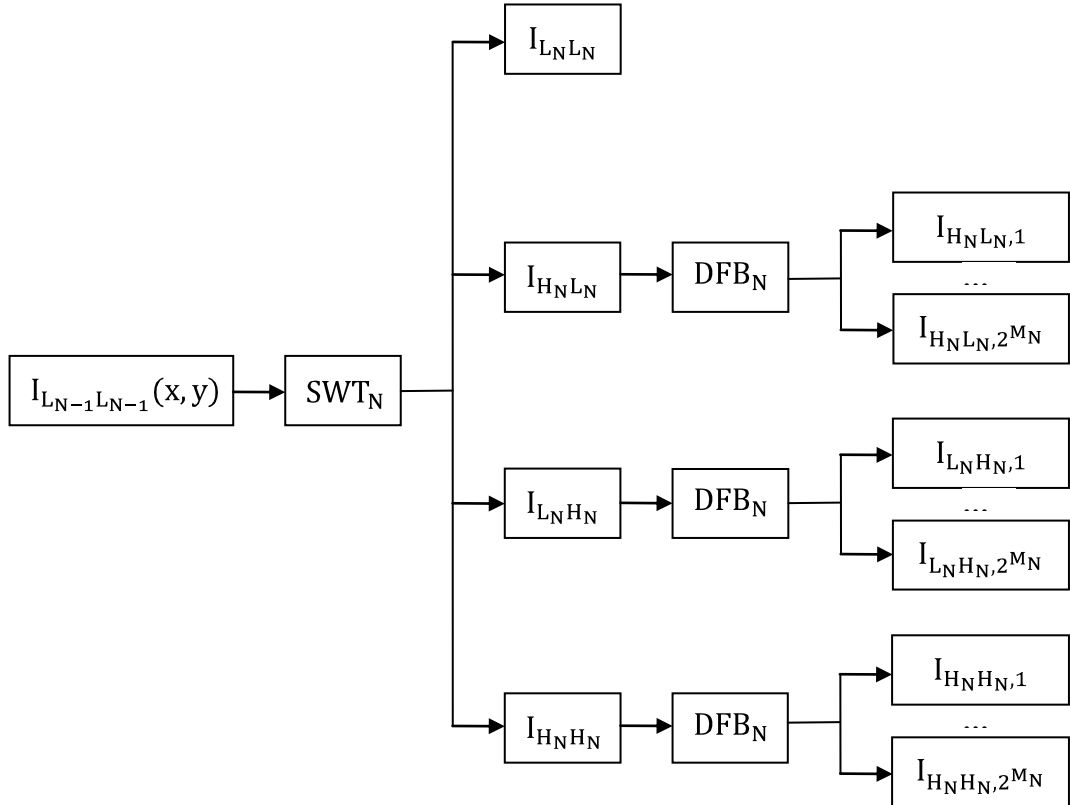 I_{L_N L_N}
I_{H_N L_N,1}
I_{H_N L_N}
DFB_N
...
I_{H_N L_N,2^{M_N}}
I_{L_{N−1} L_{N−1}}(x, y)
SWT_N
I_{L_N H_N,1}
I_{L_N H_N}
DFB_N
...
I_{L_N H_N,2^{M_N}}
I_{H_N H_N,1}
I_{H_N H_N}
DFB_N
...
I_{H_N H_N,2^{M_N}}